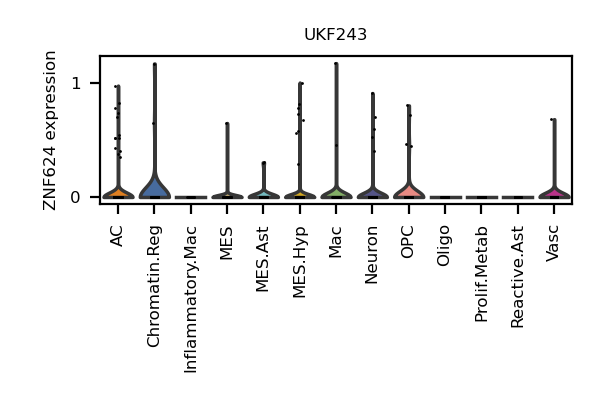 UKF243
ZNF624 expression
1
0
AC
Chromatin.Reg
Inflammatory.Mac
MES
MES.Ast
MES.Hyp
Mac
Neuron
OPC
Oligo
Prolif.Metab
Reactive.Ast
Vasc